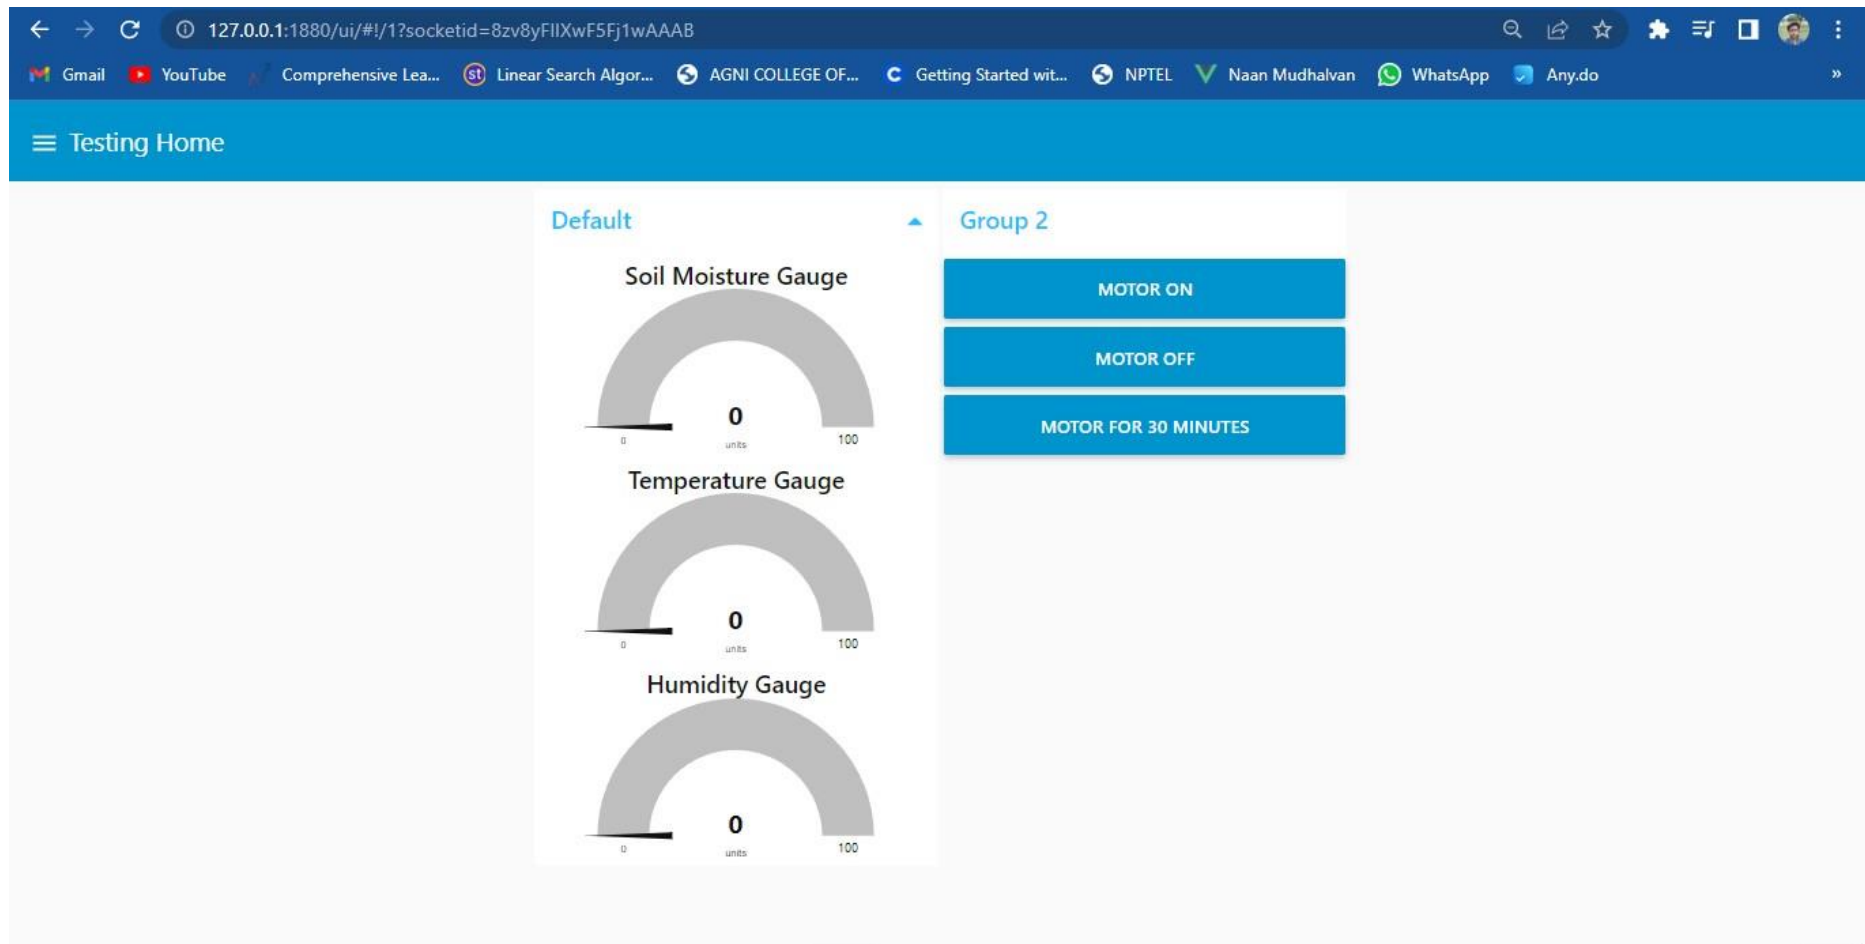 127.0.0.1:1880/ui/#!/1?socketid=8zv8yFIlXwF5Fj1wAAAB
Gmail YouTube Comprehensive Lea... st Linear Search Algor... AGNI COLLEGE OF... C Getting Started wit... NPTEL Naan Mudhalvan WhatsApp Any.do »
Testing Home
Default
Soil Moisture Gauge
0
0 units 100
Temperature Gauge
0
0 units 100
Humidity Gauge
0
0 units 100
Group 2
MOTOR ON
MOTOR OFF
MOTOR FOR 30 MINUTES